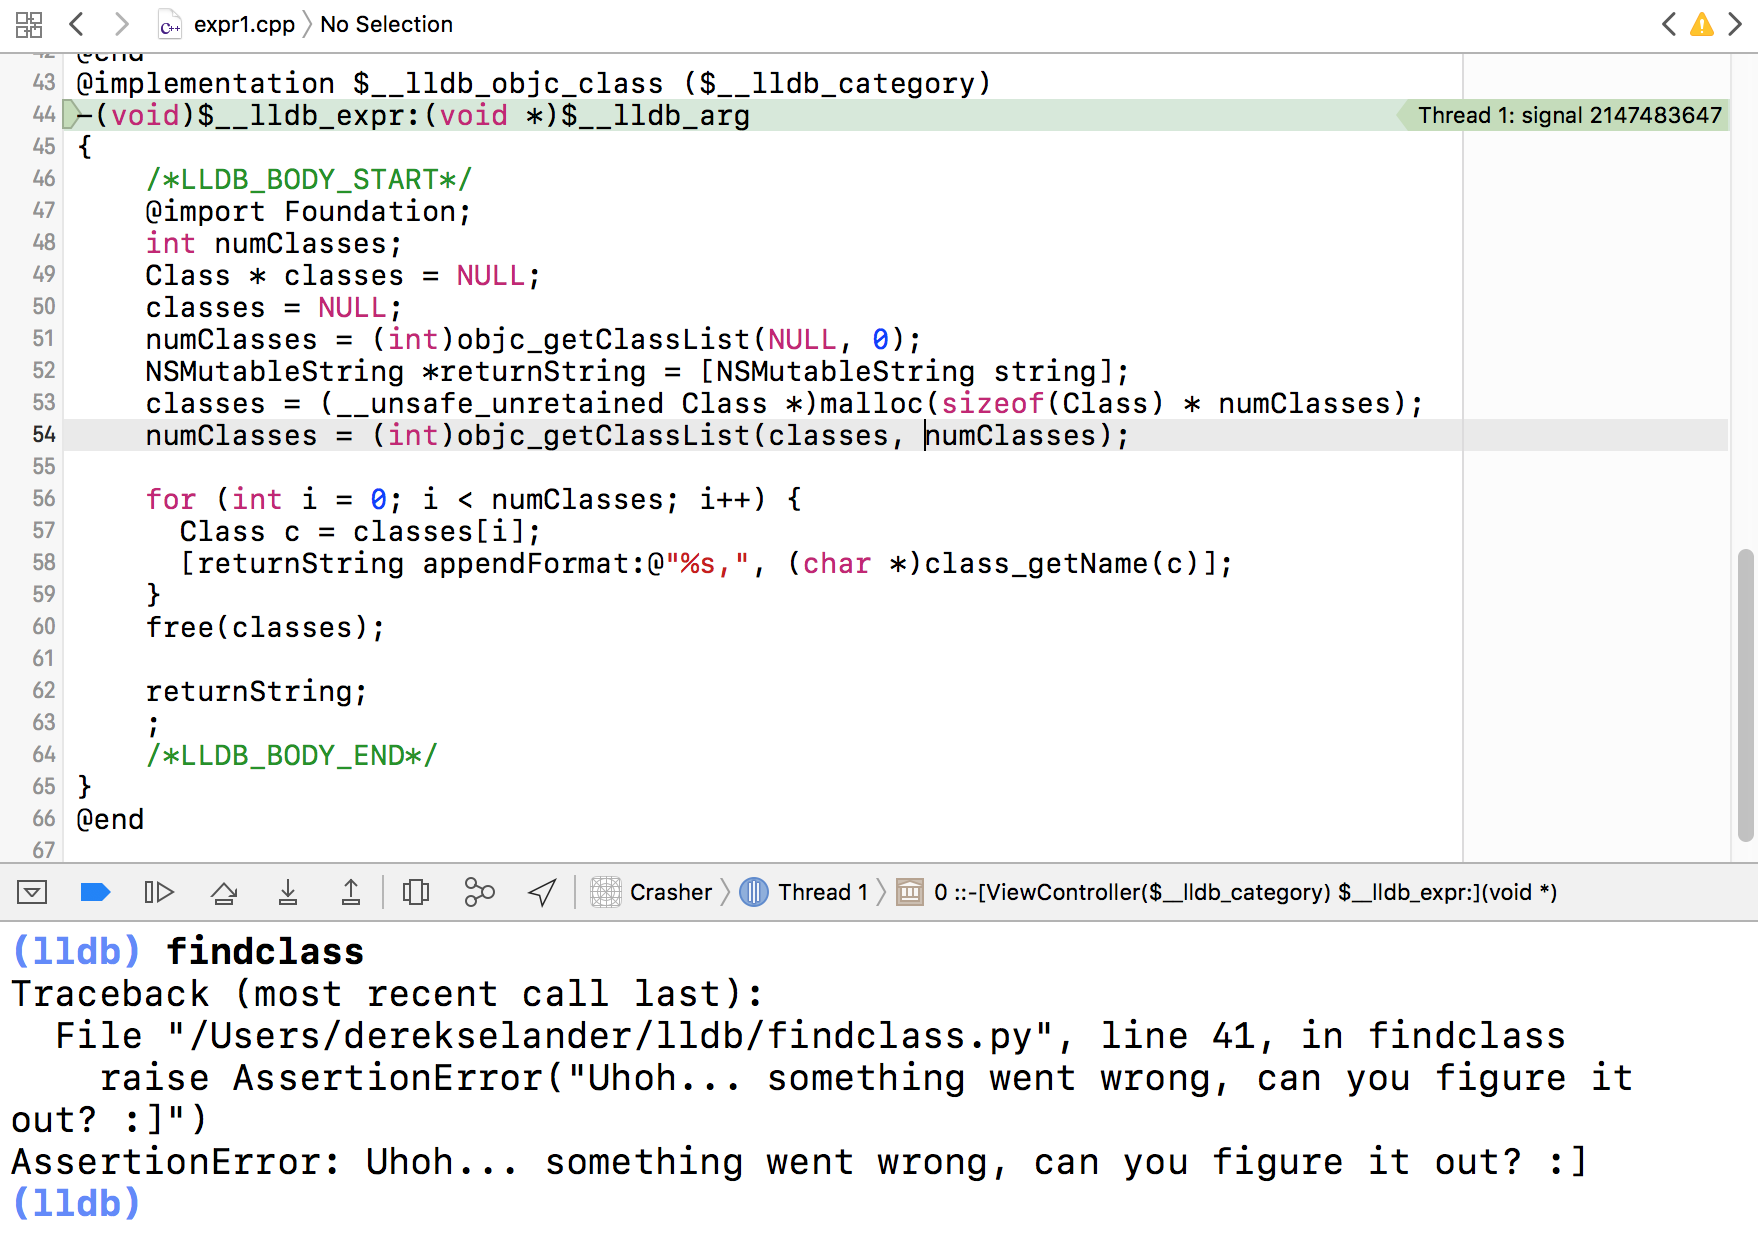 C++ expr1.cpp No Selection
42 @end
43 @implementation $__lldb_objc_class ($__lldb_category)
44 -(void)$__lldb_expr:(void *)$__lldb_arg Thread 1: signal 2147483647
45 {
46 /*LLDB_BODY_START*/
47 @import Foundation;
48 int numClasses;
49 Class * classes = NULL;
50 classes = NULL;
51 numClasses = (int)objc_getClassList(NULL, 0);
52 NSMutableString *returnString = [NSMutableString string];
53 classes = (__unsafe_unretained Class *)malloc(sizeof(Class) * numClasses);
54 numClasses = (int)objc_getClassList(classes, numClasses);
55
56 for (int i = 0; i < numClasses; i++) {
57 Class c = classes[i];
58 [returnString appendFormat:@"%s,", (char *)class_getName(c)];
59 }
60 free(classes);
61
62 returnString;
63 ;
64 /*LLDB_BODY_END*/
65 }
66 @end
67
Crasher Thread 1 0 ::-[ViewController($__lldb_category) $__lldb_expr:](void *)
(lldb) findclass
Traceback (most recent call last):
File "/Users/derekselander/lldb/findclass.py", line 41, in findclass
raise AssertionError("Uhoh... something went wrong, can you figure it
out? :]")
AssertionError: Uhoh... something went wrong, can you figure it out? :]
(lldb)